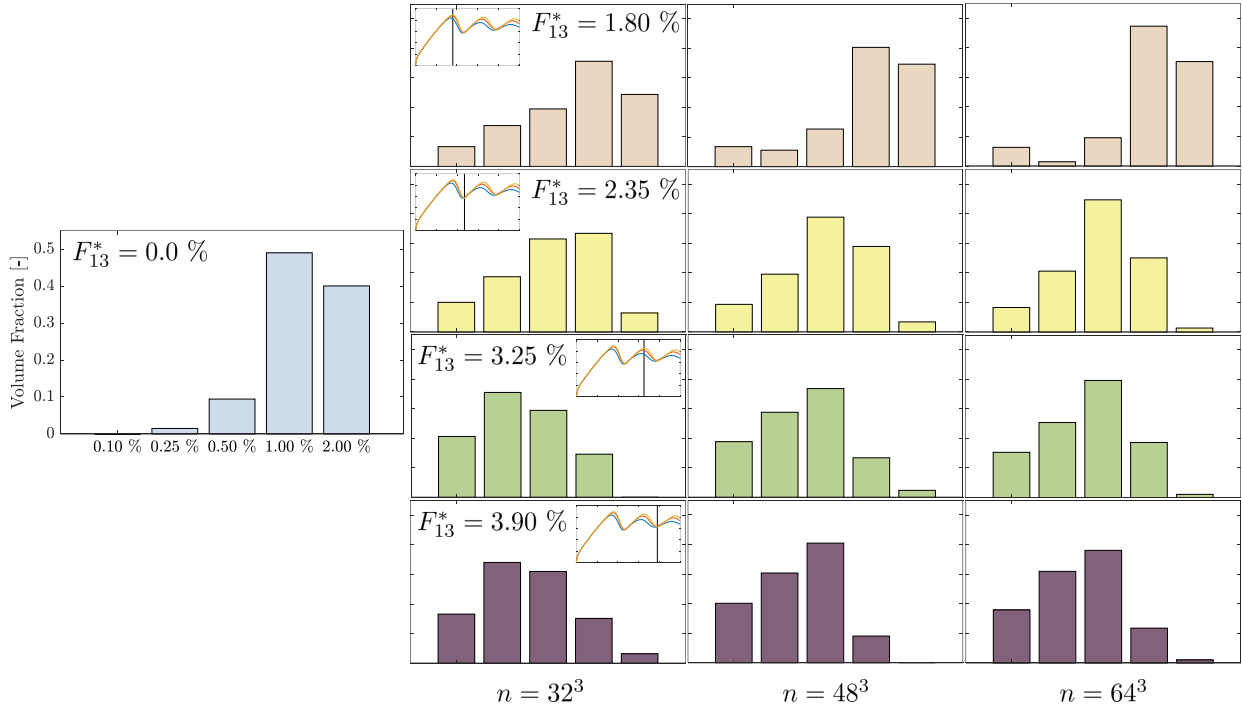 F*13 = 1.80 %
F*13 = 2.35 %
F*13 = 0.0 %
Volume Fraction [-]
0.5
0.4
0.3
0.2
0.1
0
0.10 % 0.25 % 0.50 % 1.00 % 2.00 %
F*13 = 3.25 %
F*13 = 3.90 %
n = 32³ n = 48³ n = 64³